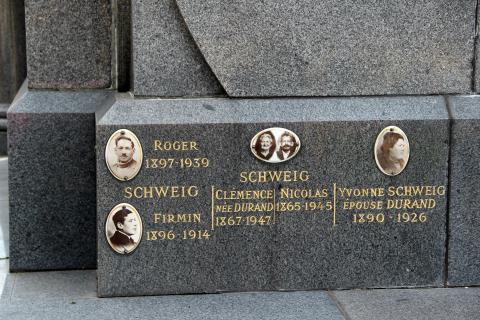 ROGER
1897-1939
SCHWEIG
FIRMIN
1896-1914
SCHWEIG
CLÉMENCE
NÉE DURAND
1867-1947
NICOLAS
1865-1945
YVONNE SCHWEIG
ÉPOUSE DURAND
1890-1926